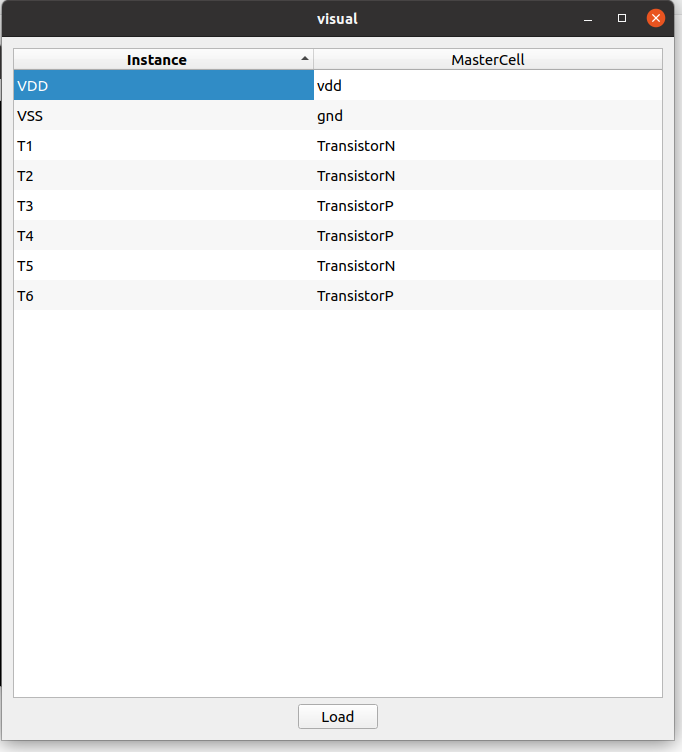 visual
Instance MasterCell
VDD vdd
VSS gnd
T1 TransistorN
T2 TransistorN
T3 TransistorP
T4 TransistorP
T5 TransistorN
T6 TransistorP
Load